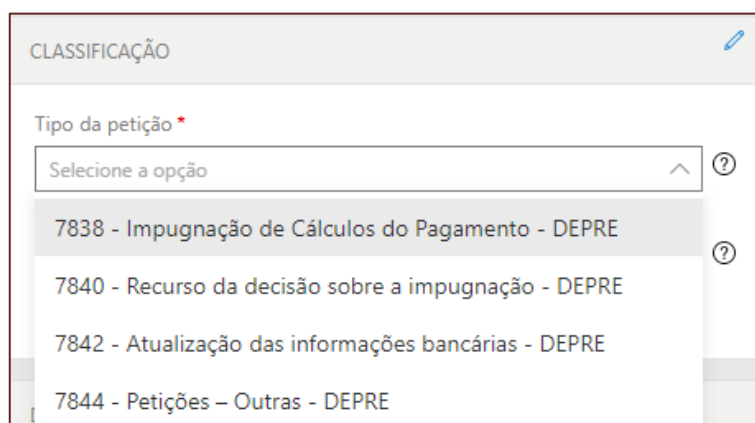 CLASSIFICAÇÃO
Tipo da petição *
Selecione a opção
7838 - Impugnação de Cálculos do Pagamento - DEPRE
7840 - Recurso da decisão sobre a impugnação - DEPRE
7842 - Atualização das informações bancárias - DEPRE
7844 - Petições – Outras - DEPRE